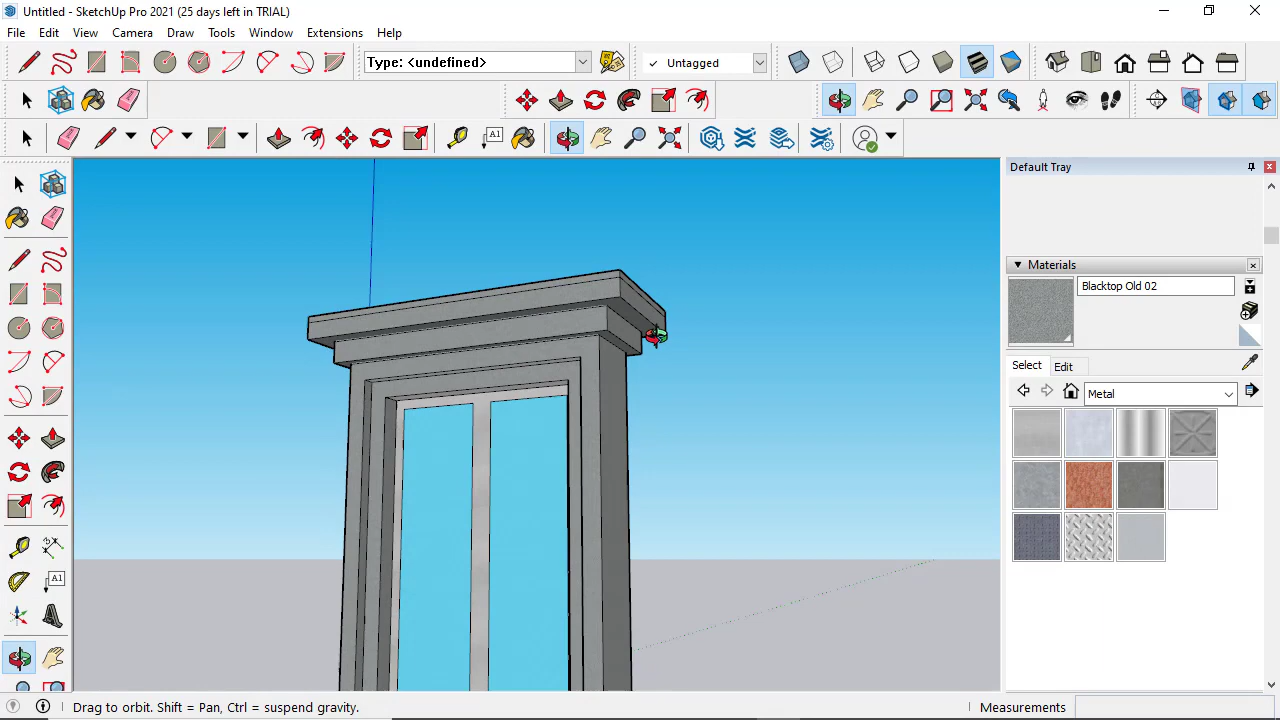 Untitled - SketchUp Pro 2021 (25 days left in TRIAL)
File Edit View Camera Draw Tools Window Extensions Help
Type: <undefined>
✓ Untagged
A1
Default Tray
Materials
Blacktop Old 02
Select Edit
Metal
A1
Drag to orbit. Shift = Pan, Ctrl = suspend gravity.
Measurements